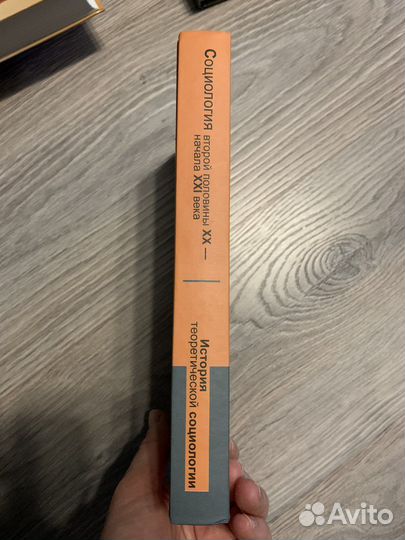 Социология второй половины XX —
начала XXI века
История
теоретической социологии
Avito